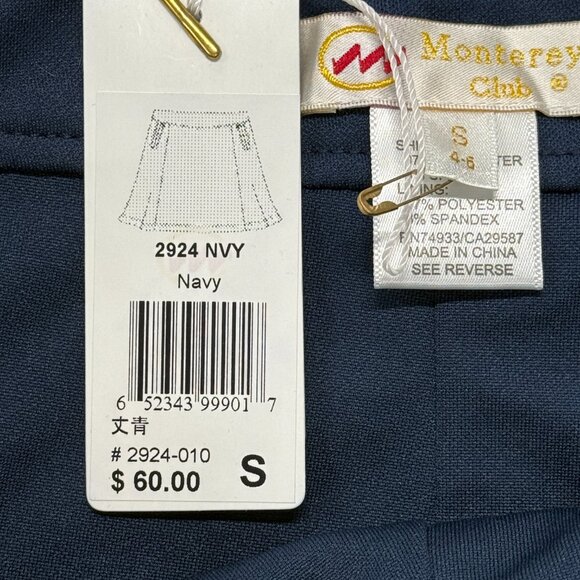 2924 NVY
Navy
6 52343 99901 7
丈青
# 2924-010
$ 60.00
S
Monterey
Club ®
S
4-6
POLYESTER
SPANDEX
RN74933/CA29587
MADE IN CHINA
SEE REVERSE